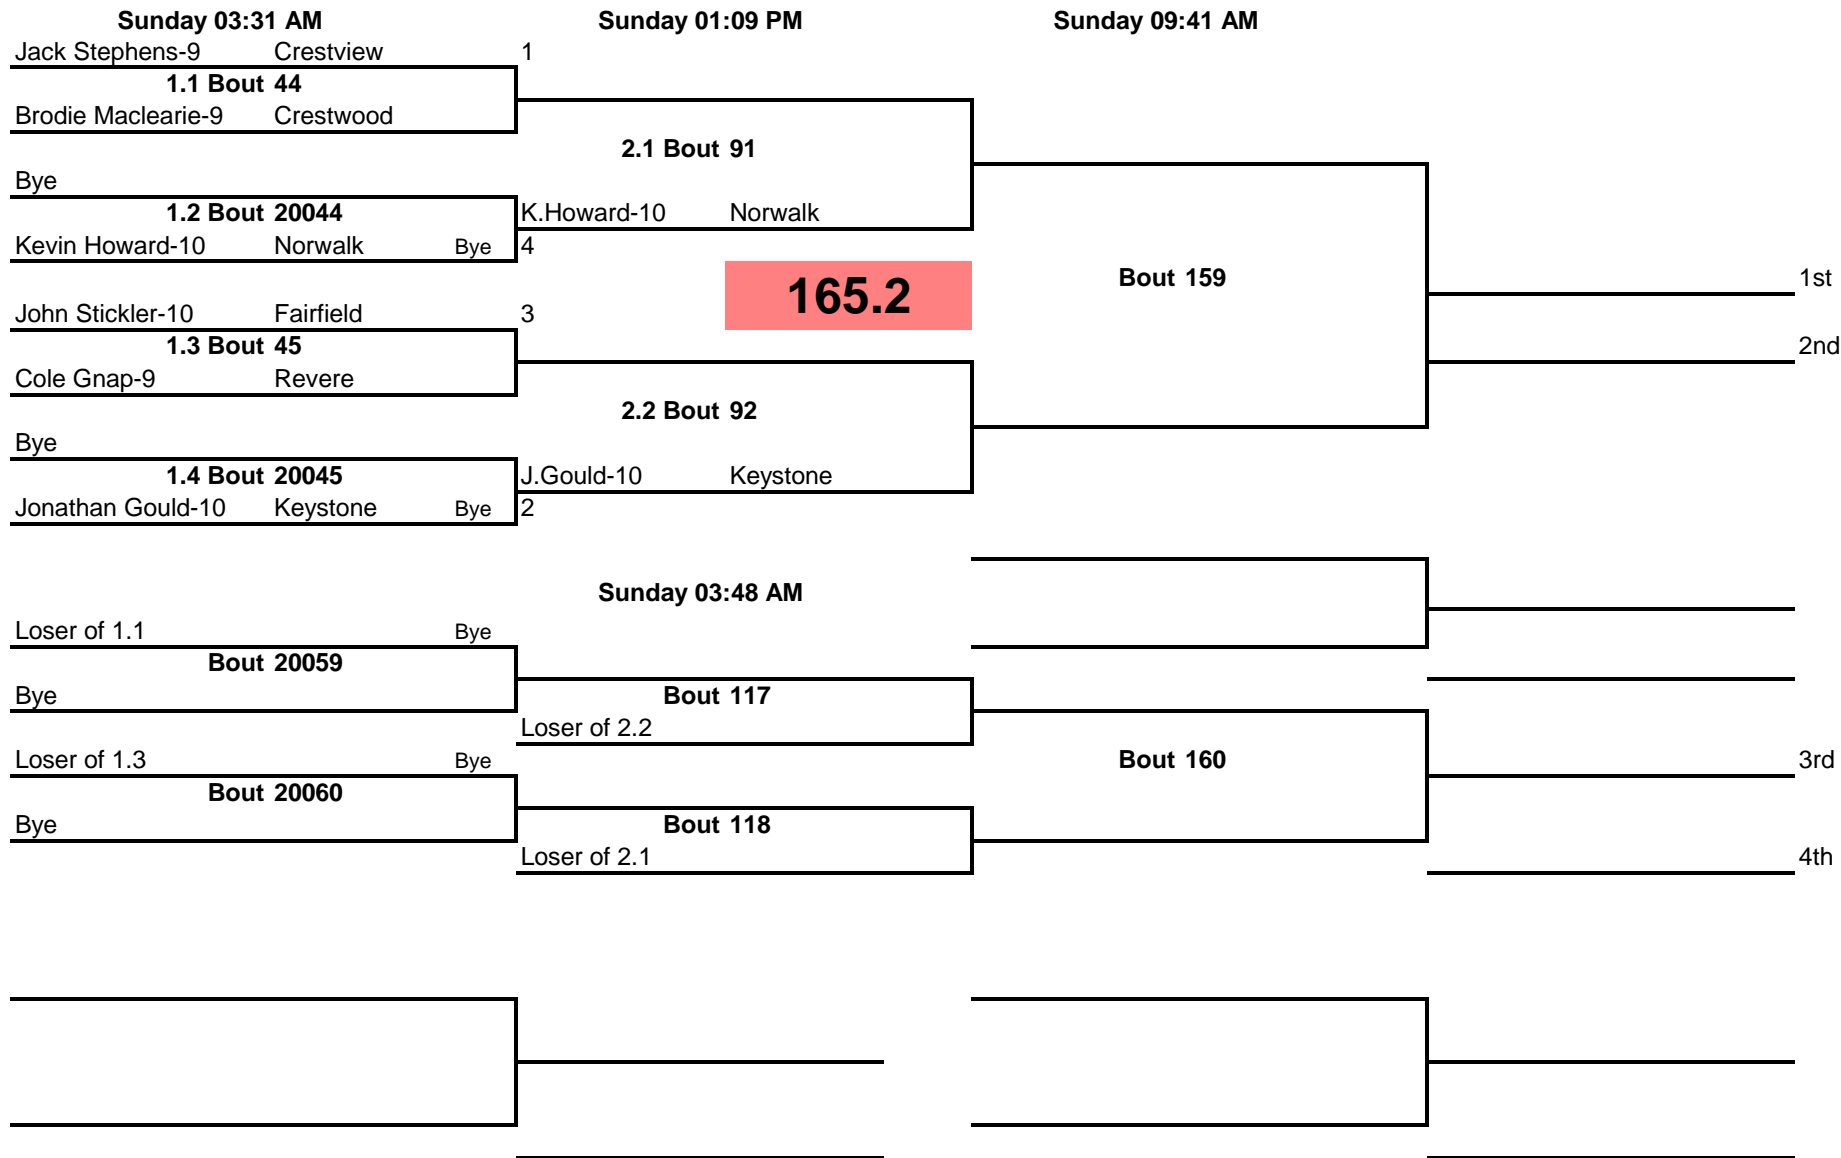 Sunday 03:31 AM Sunday 01:09 PM Sunday 09:41 AM
Jack Stephens-9 Crestview 1
1.1 Bout 44
Brodie Maclearie-9 Crestwood
2.1 Bout 91
Bye
1.2 Bout 20044 K.Howard-10 Norwalk
Kevin Howard-10 Norwalk Bye 4
165.2 Bout 159 1st
John Stickler-10 Fairfield 3
1.3 Bout 45 2nd
Cole Gnap-9 Revere
2.2 Bout 92
Bye
1.4 Bout 20045 J.Gould-10 Keystone
Jonathan Gould-10 Keystone Bye 2
Sunday 03:48 AM
Loser of 1.1 Bye
Bout 20059
Bye Bout 117
Loser of 2.2
Loser of 1.3 Bye Bout 160 3rd
Bout 20060
Bye Bout 118
Loser of 2.1 4th